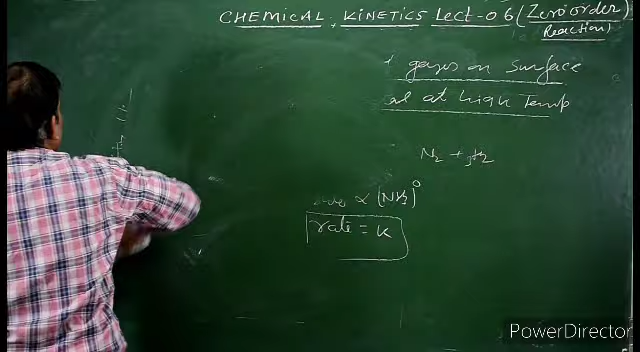 CHEMICAL KINETICS Lect-06 (Zero order
Reaction)
gases on surface
al at high Temp
N₂ + 3H₂
∝ (NH₃)⁰
rate = K
PowerDirector